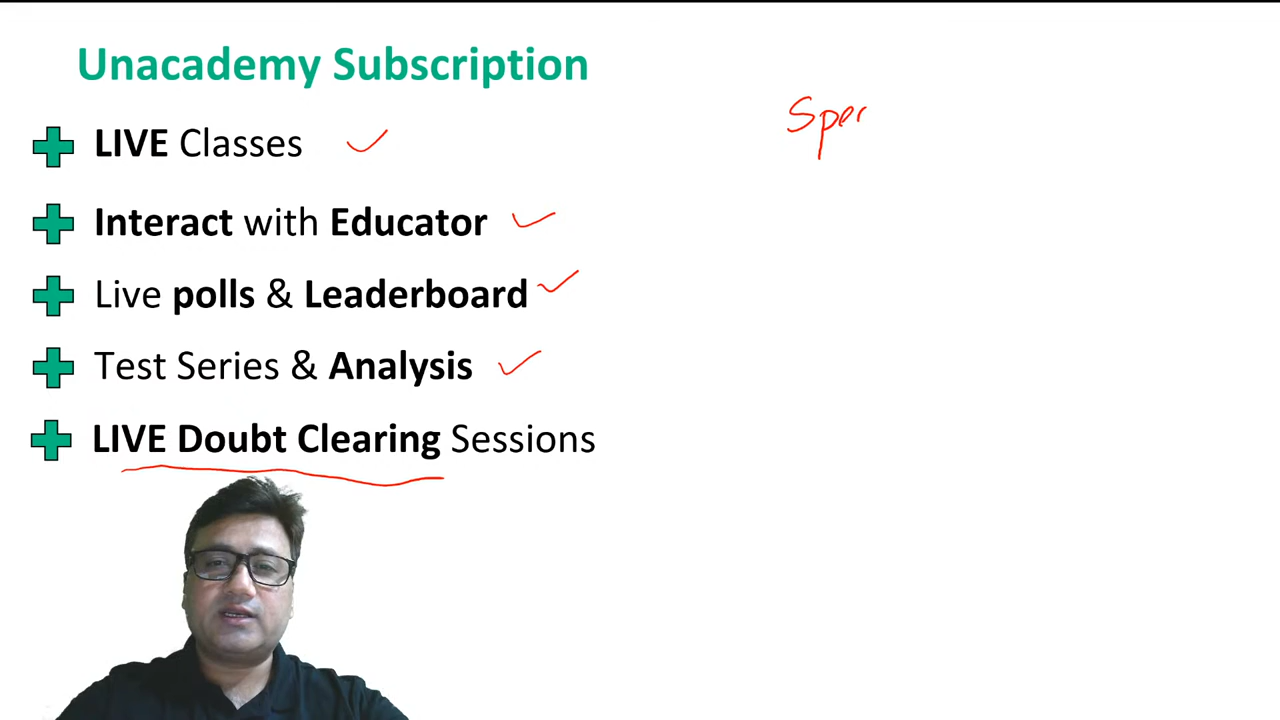 Unacademy Subscription
LIVE Classes
Interact with Educator
Live polls & Leaderboard
Test Series & Analysis
LIVE Doubt Clearing Sessions
Sper